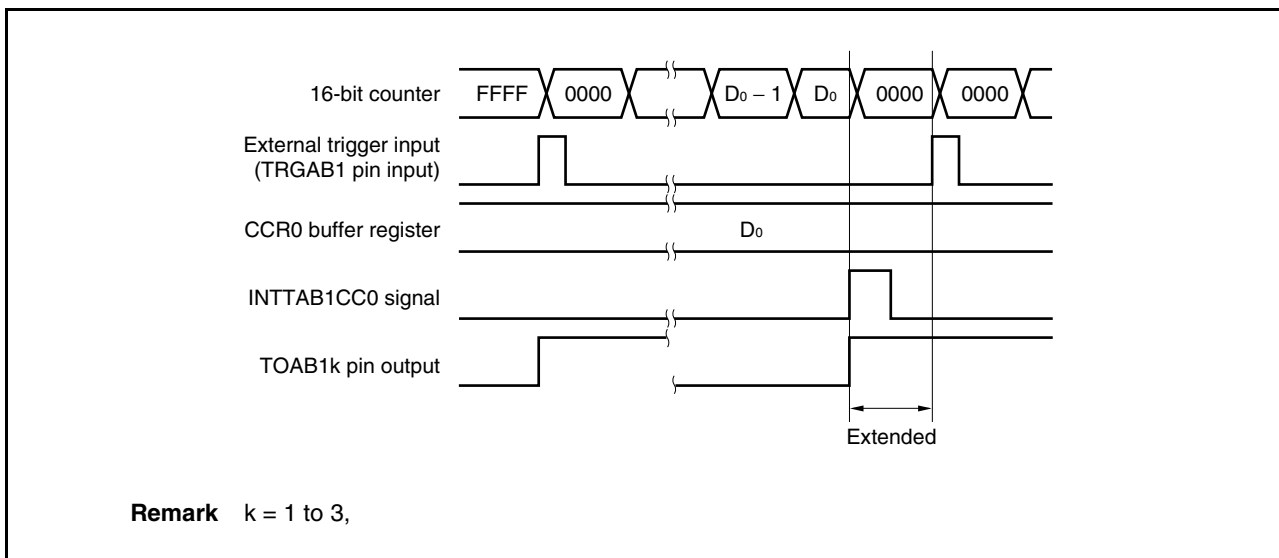 16-bit counter FFFF 0000 D0 – 1 D0 0000 0000
External trigger input
(TRGAB1 pin input)
CCR0 buffer register D0
INTTAB1CC0 signal
TOAB1k pin output
Extended
Remark k = 1 to 3,